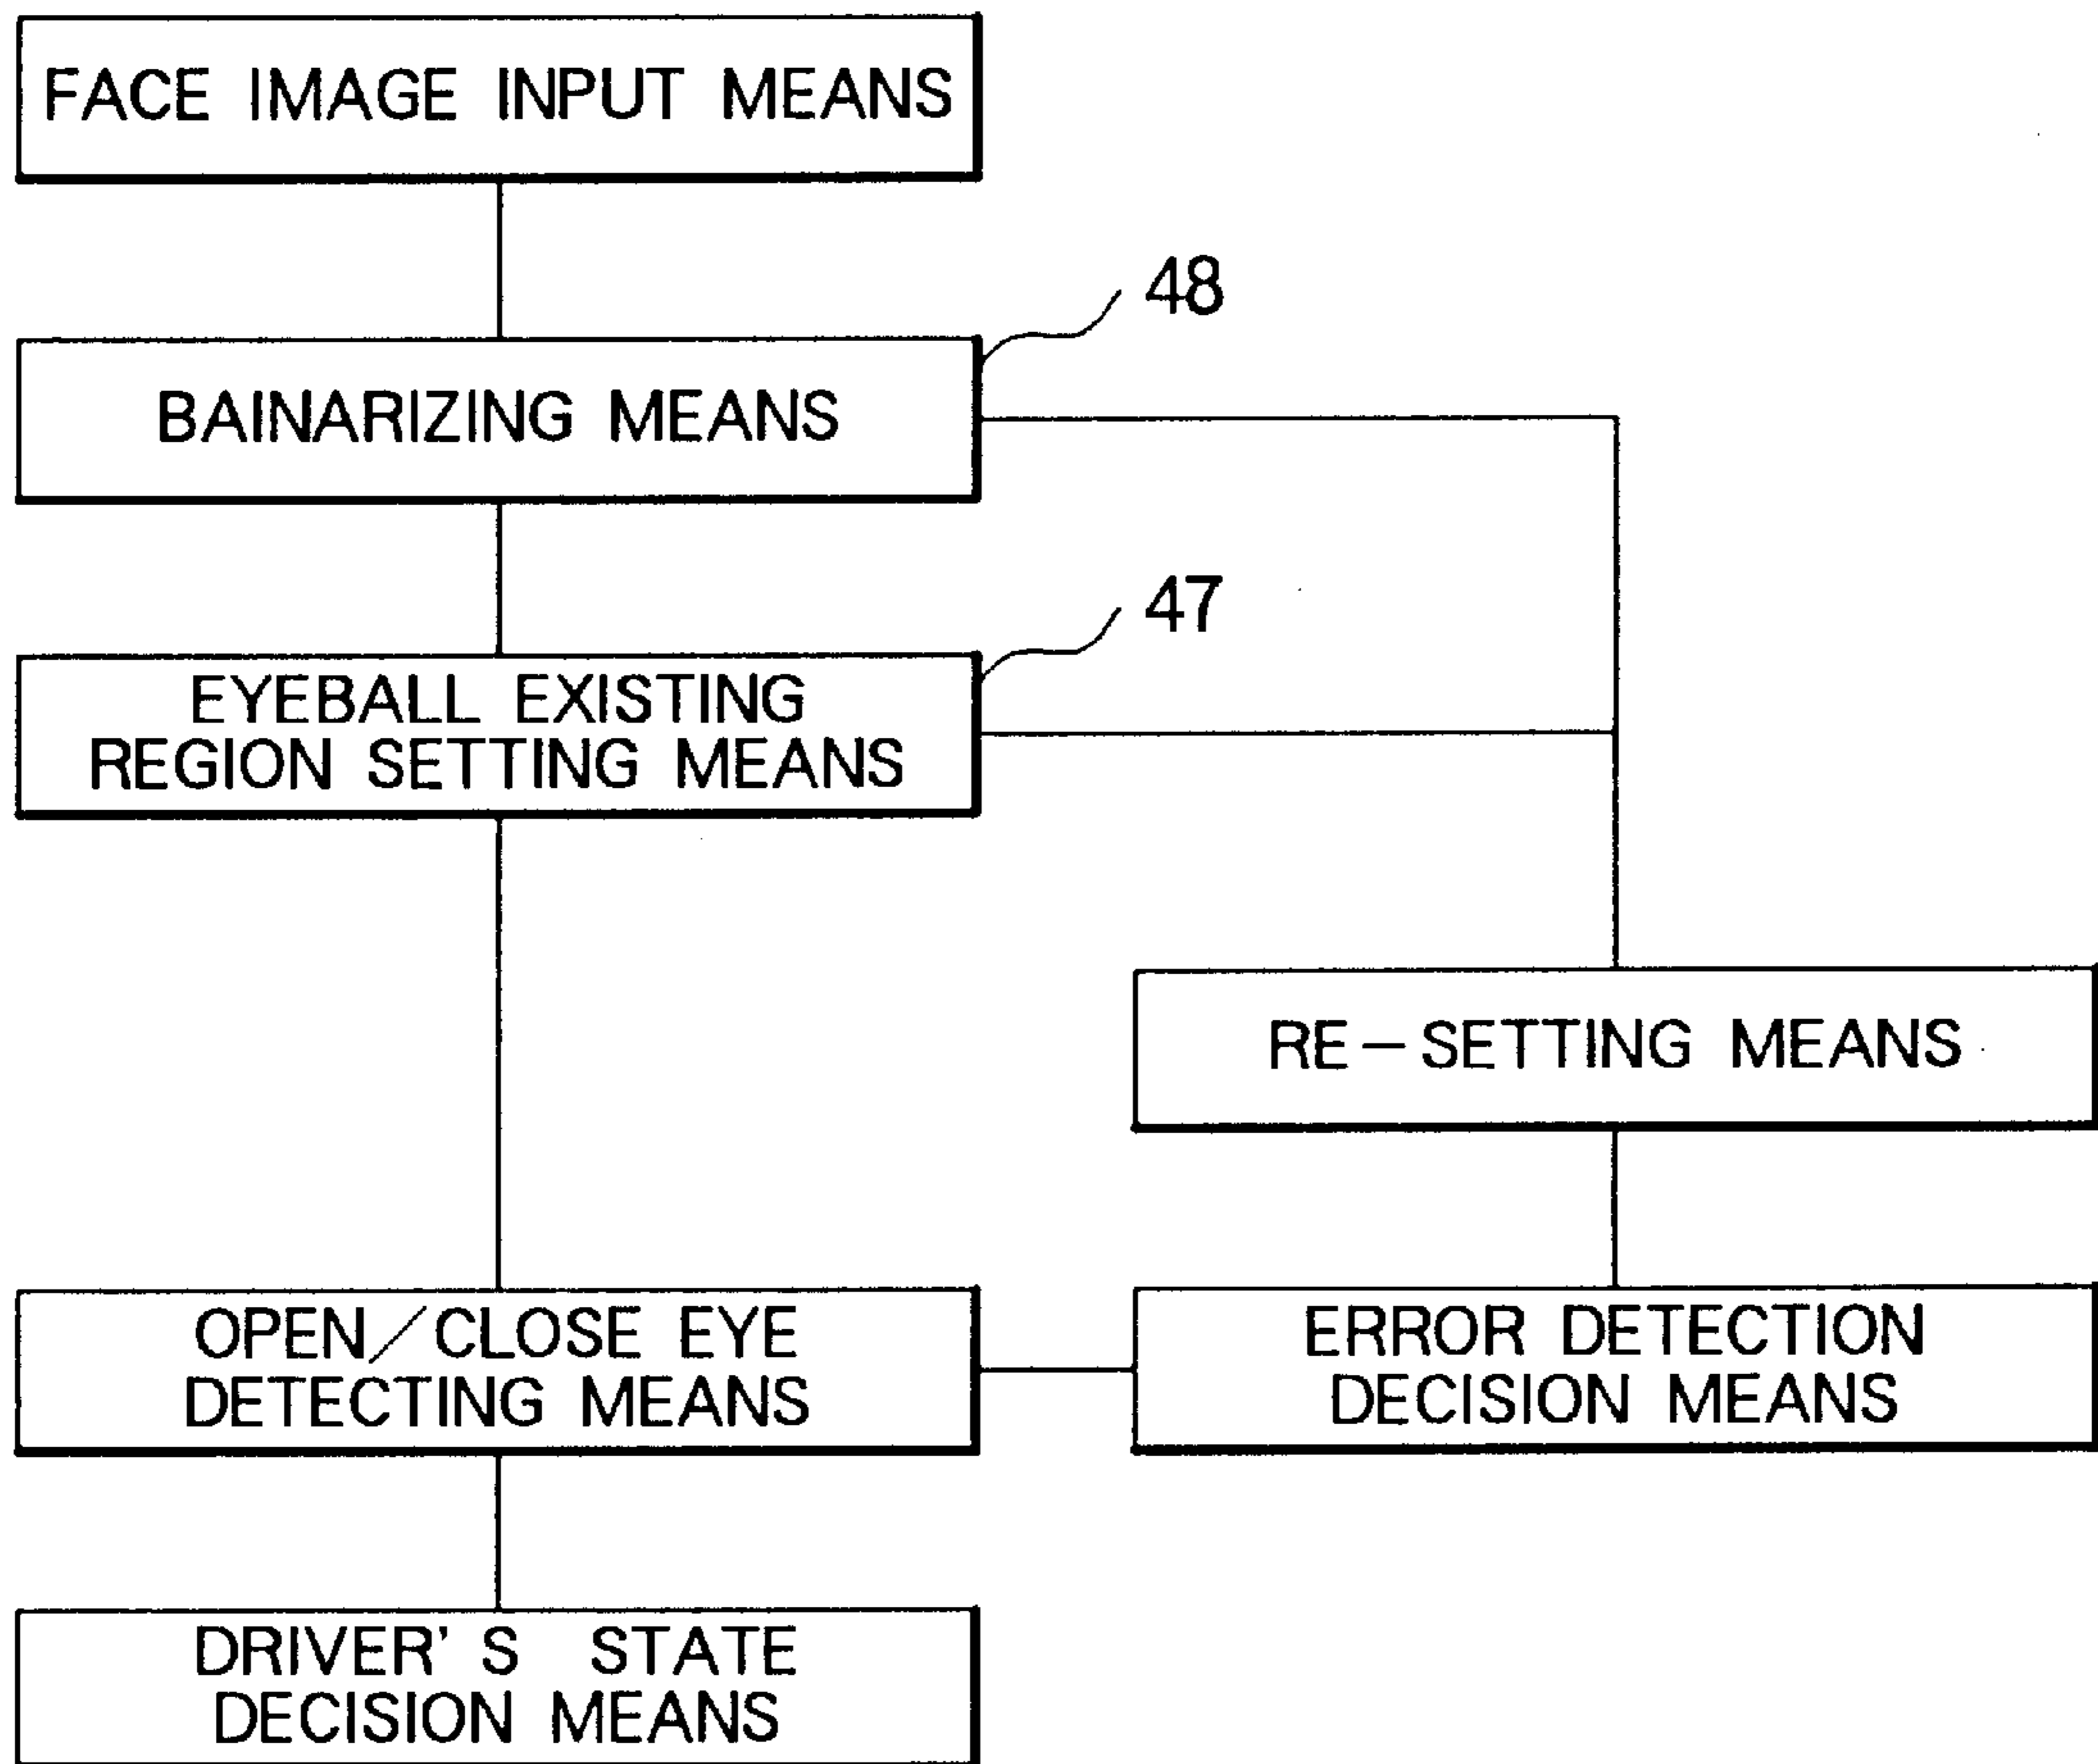 FACE IMAGE INPUT MEANS
48
BAINARIZING MEANS
47
EYEBALL EXISTING
REGION SETTING MEANS
RE-SETTING MEANS
OPEN/CLOSE EYE
DETECTING MEANS
ERROR DETECTION
DECISION MEANS
DRIVER'S STATE
DECISION MEANS